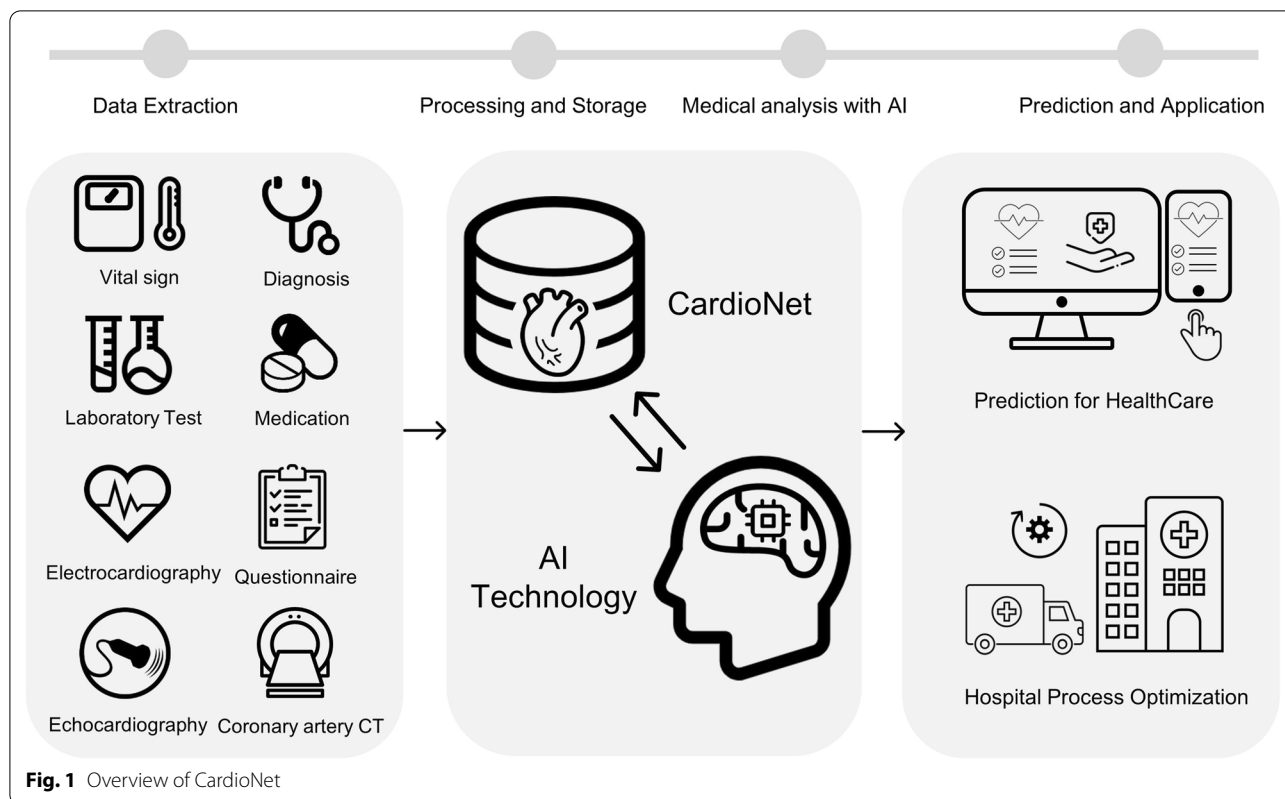 Data Extraction
Processing and Storage
Medical analysis with AI
Prediction and Application
Vital sign
Diagnosis
Laboratory Test
Medication
Electrocardiography
Questionnaire
Echocardiography
Coronary artery CT
CardioNet
AI
Technology
Prediction for HealthCare
Hospital Process Optimization
Fig. 1 Overview of CardioNet